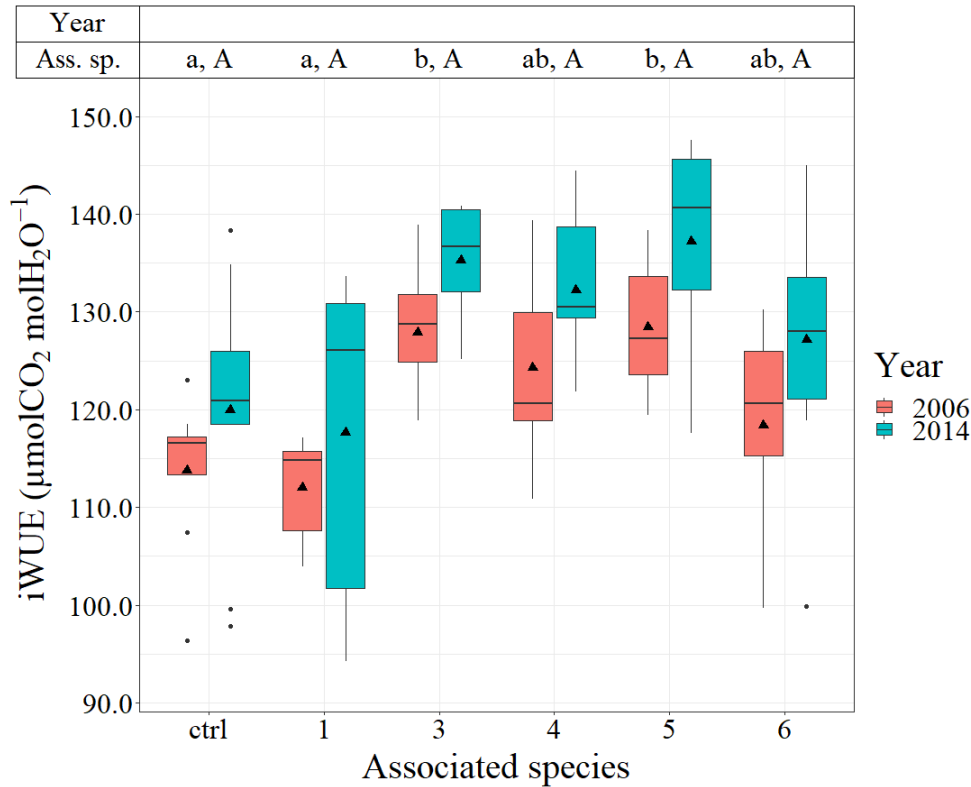 Year
Ass. sp. a, A a, A b, A ab, A b, A ab, A
150.0
140.0
130.0
120.0
110.0
100.0
90.0
iWUE (μmolCO₂ molH₂O⁻¹)
ctrl 1 3 4 5 6
Associated species
Year
2006
2014